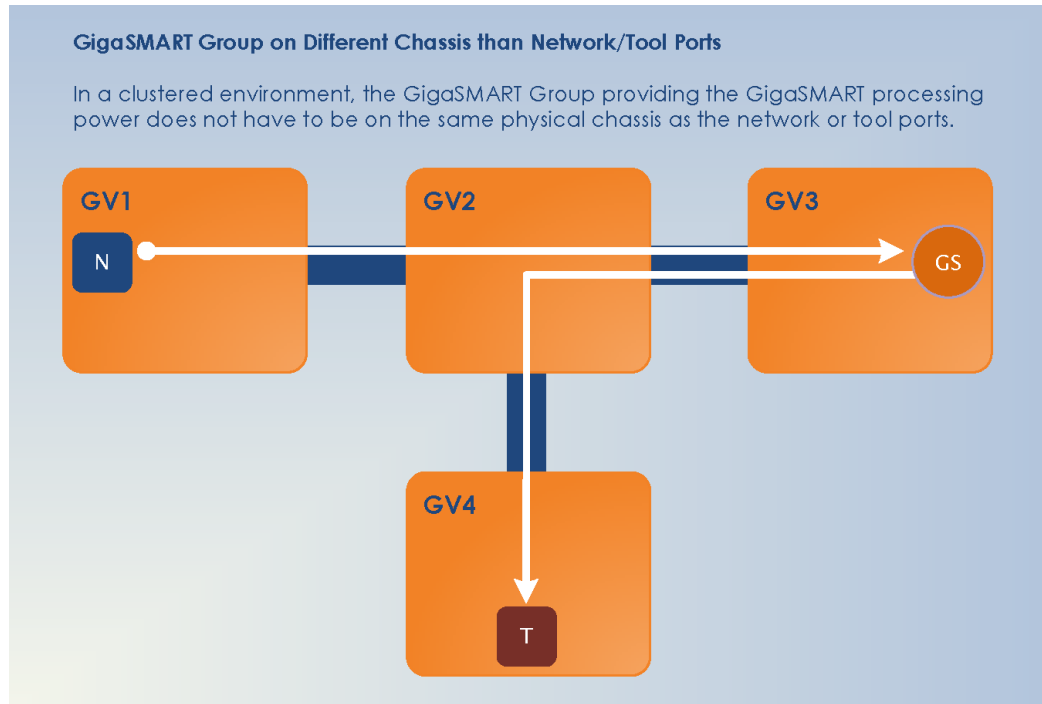 GigaSMART Group on Different Chassis than Network/Tool Ports
In a clustered environment, the GigaSMART Group providing the GigaSMART processing
power does not have to be on the same physical chassis as the network or tool ports.
GV1
GV2
GV3
N
GS
GV4
T